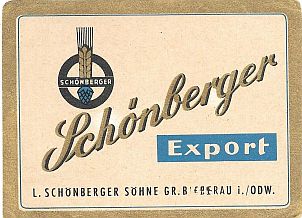 SCHÖNBERGER
Schönberger
Export
L. SCHÖNBERGER SÖHNE GR. BIEBERAU i./ODW.